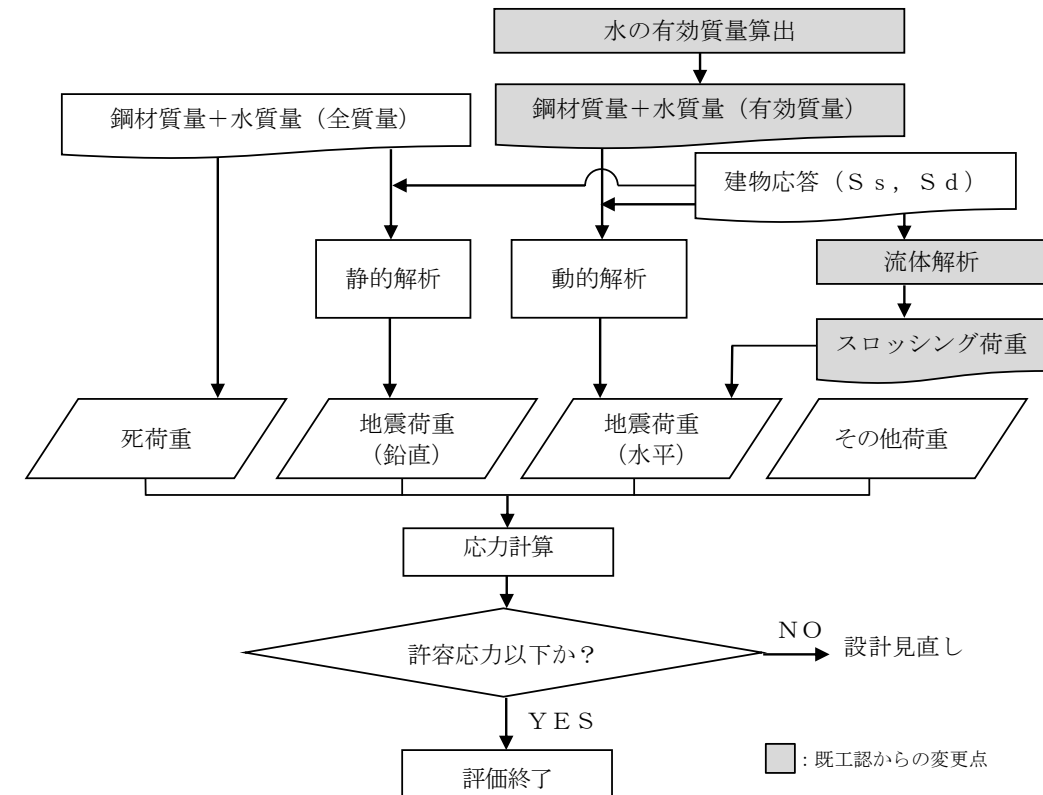 水の有効質量算出
鋼材質量＋水質量（全質量）
鋼材質量＋水質量（有効質量）
建物応答（Ｓｓ，Ｓｄ）
静的解析
動的解析
流体解析
スロッシング荷重
死荷重
地震荷重
（鉛直）
地震荷重
（水平）
その他荷重
応力計算
許容応力以下か？
ＮＯ
設計見直し
ＹＥＳ
評価終了
：既工認からの変更点